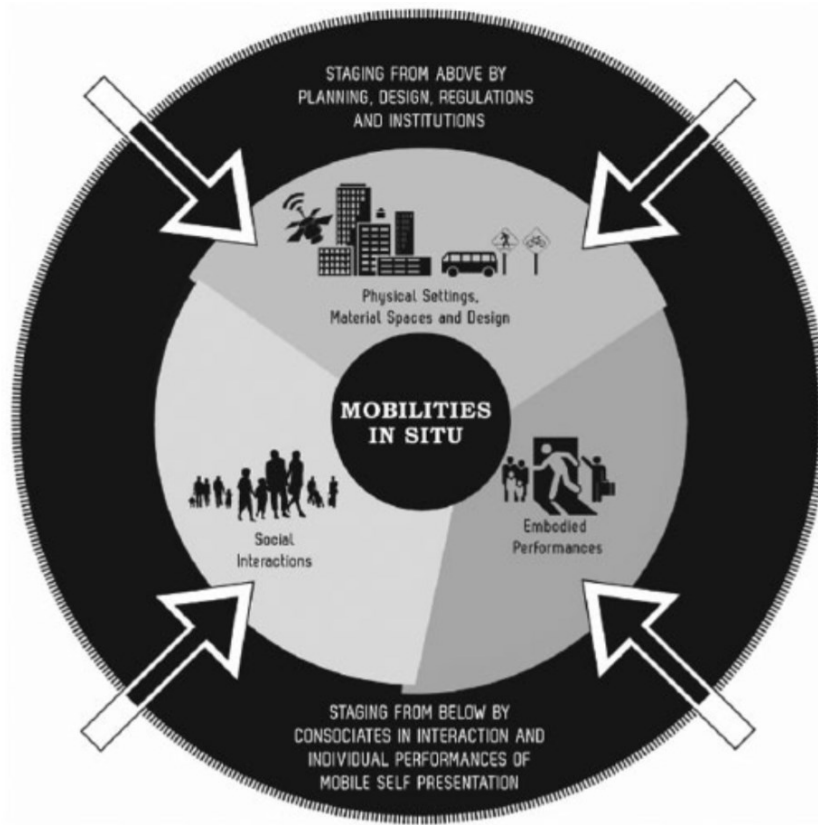 STAGING FROM ABOVE BY
PLANNING, DESIGN, REGULATIONS
AND INSTITUTIONS
Physical Settings,
Material Spaces and Design
MOBILITIES
IN SITU
Social
Interactions
Embodied
Performances
STAGING FROM BELOW BY
CONSOCIATES IN INTERACTION AND
INDIVIDUAL PERFORMANCES OF
MOBILE SELF PRESENTATION